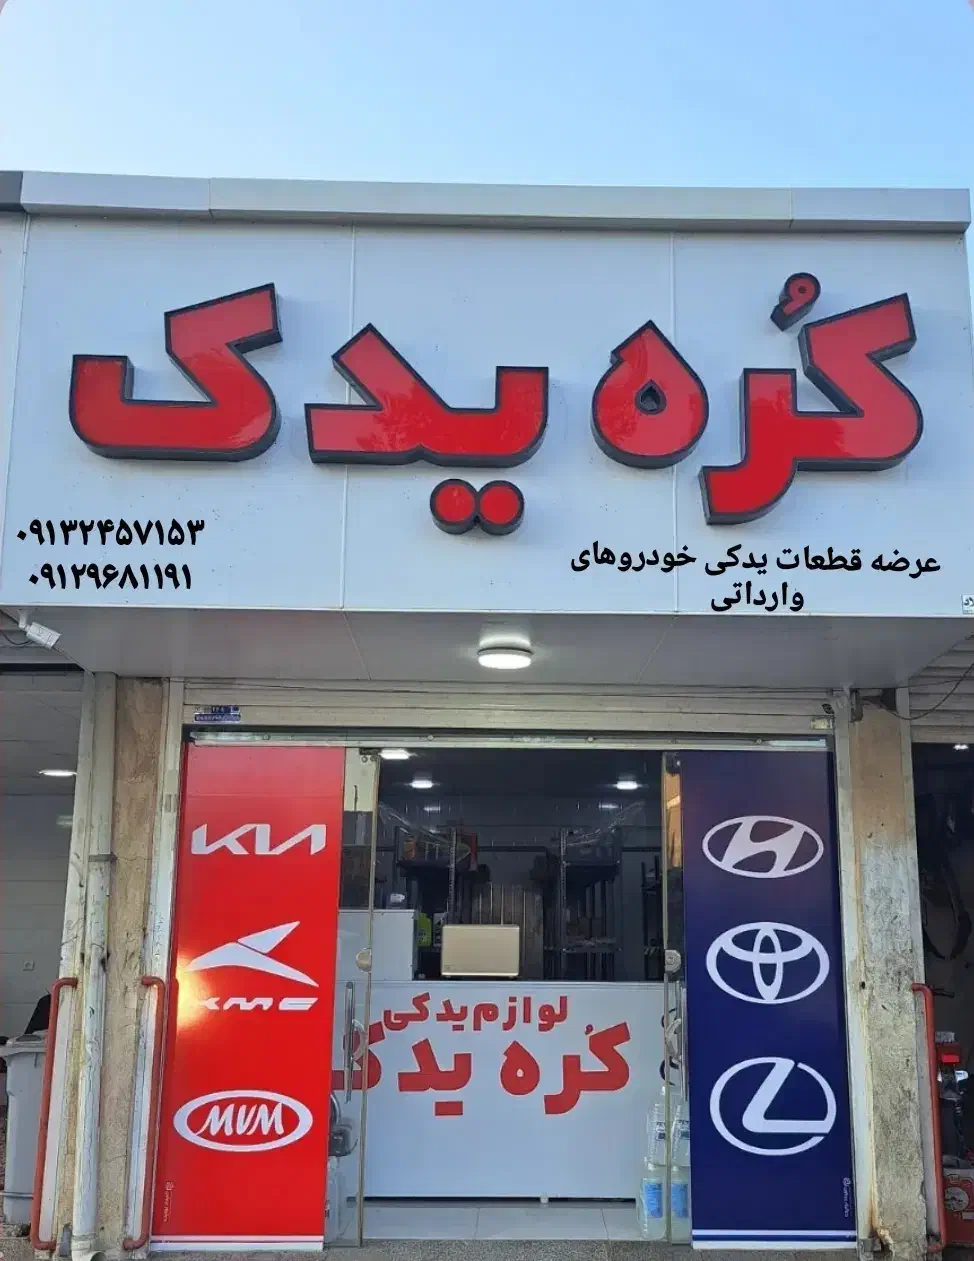 کُره یدک
عرضه قطعات یدکی خودروهای
وارداتی
۰۹۱۳۲۴۵۷۱۵۳
۰۹۱۲۹۶۸۱۱۹۱
KIA
KMC
MVM
لوازم یدکی
کُره یدک